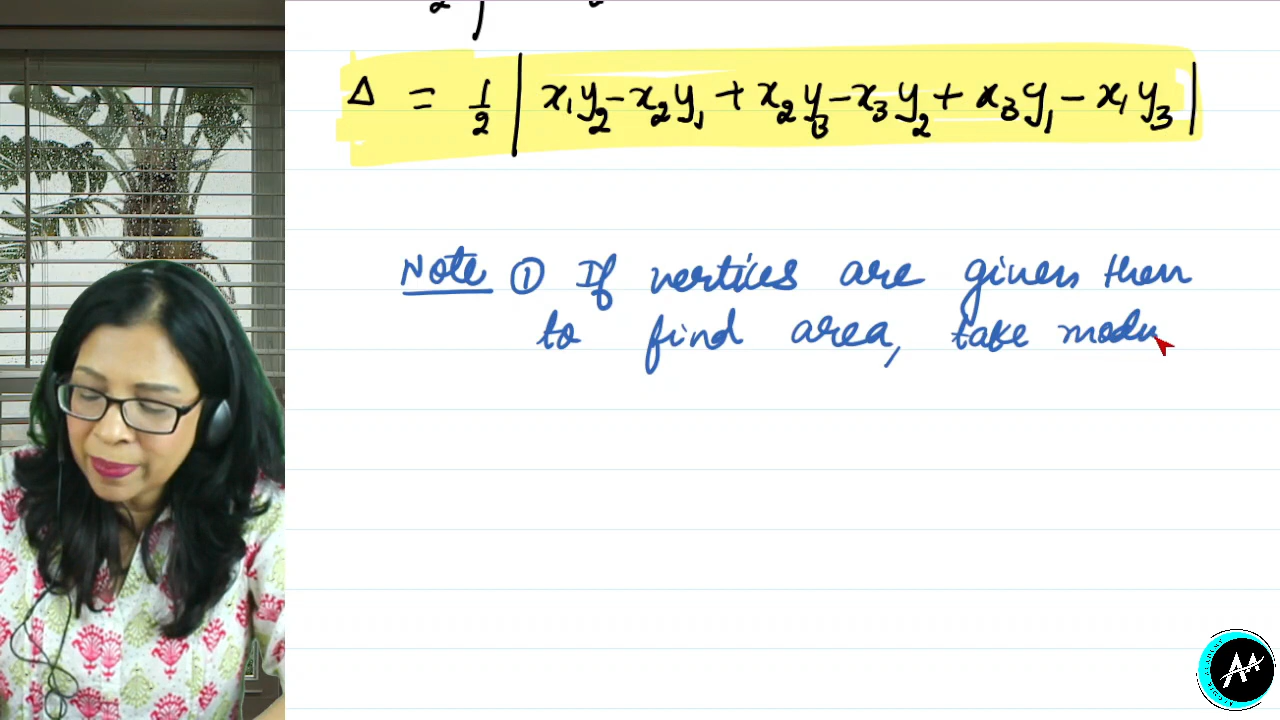 Δ = 1/2 | x₁y₂ - x₂y₁ + x₂y₃ - x₃y₂ + x₃y₁ - x₁y₃ |
Note ① If vertices are given then
to find area, take modu